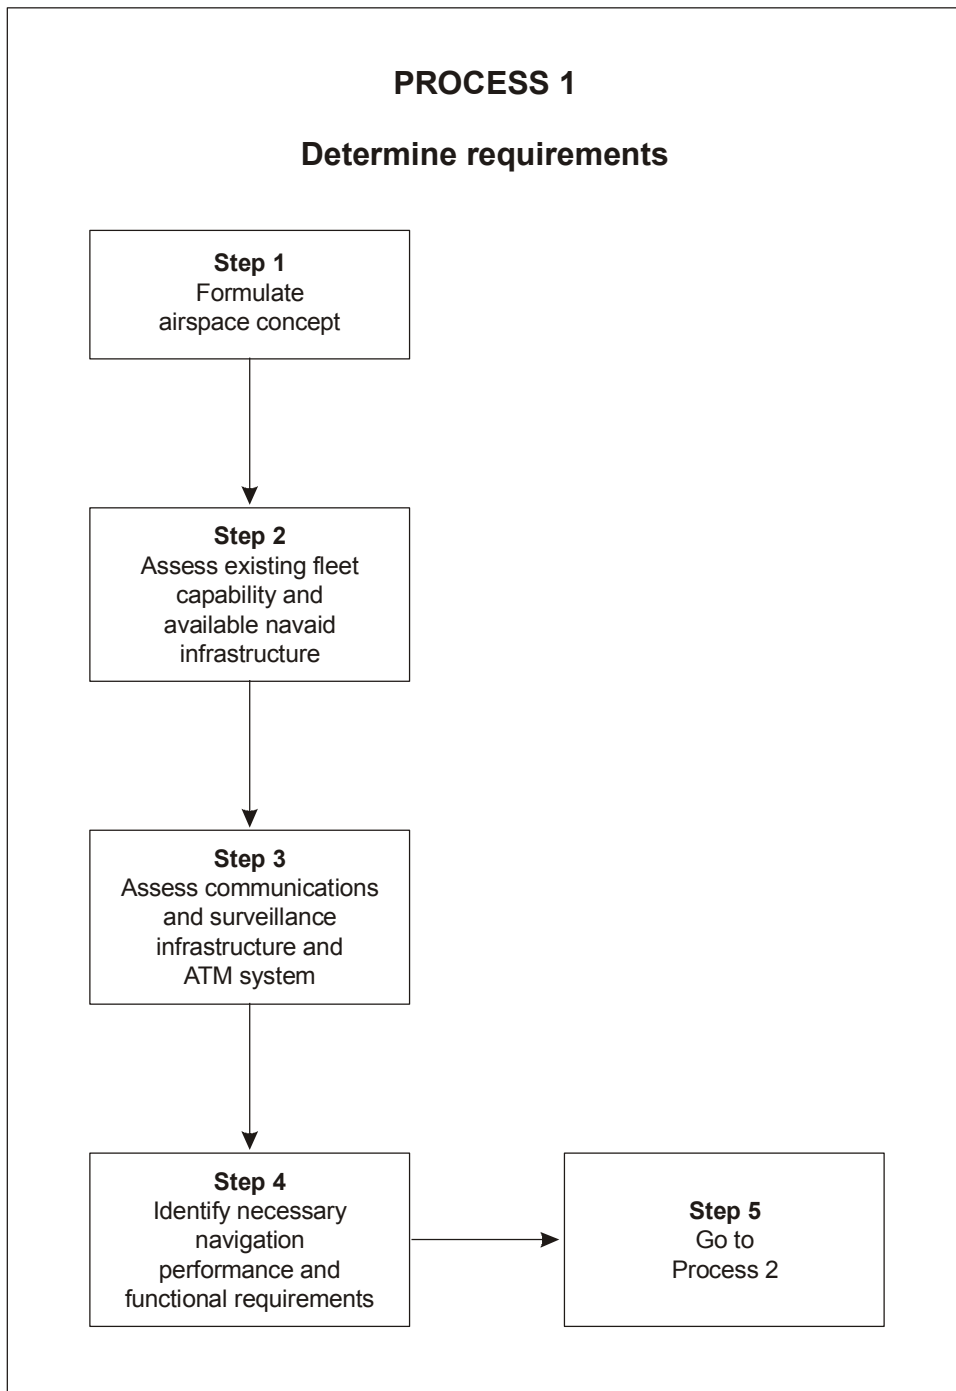 PROCESS 1
Determine requirements
Step 1
Formulate
airspace concept
Step 2
Assess existing fleet
capability and
available navaid
infrastructure
Step 3
Assess communications
and surveillance
infrastructure and
ATM system
Step 4
Identify necessary
navigation
performance and
functional requirements
Step 5
Go to
Process 2